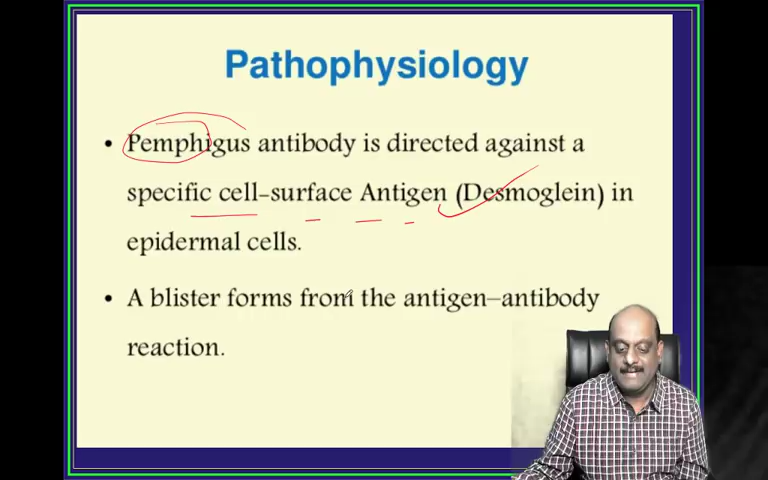 Pathophysiology
• Pemphigus antibody is directed against a
specific cell-surface Antigen (Desmoglein) in
epidermal cells.
• A blister forms from the antigen–antibody
reaction.